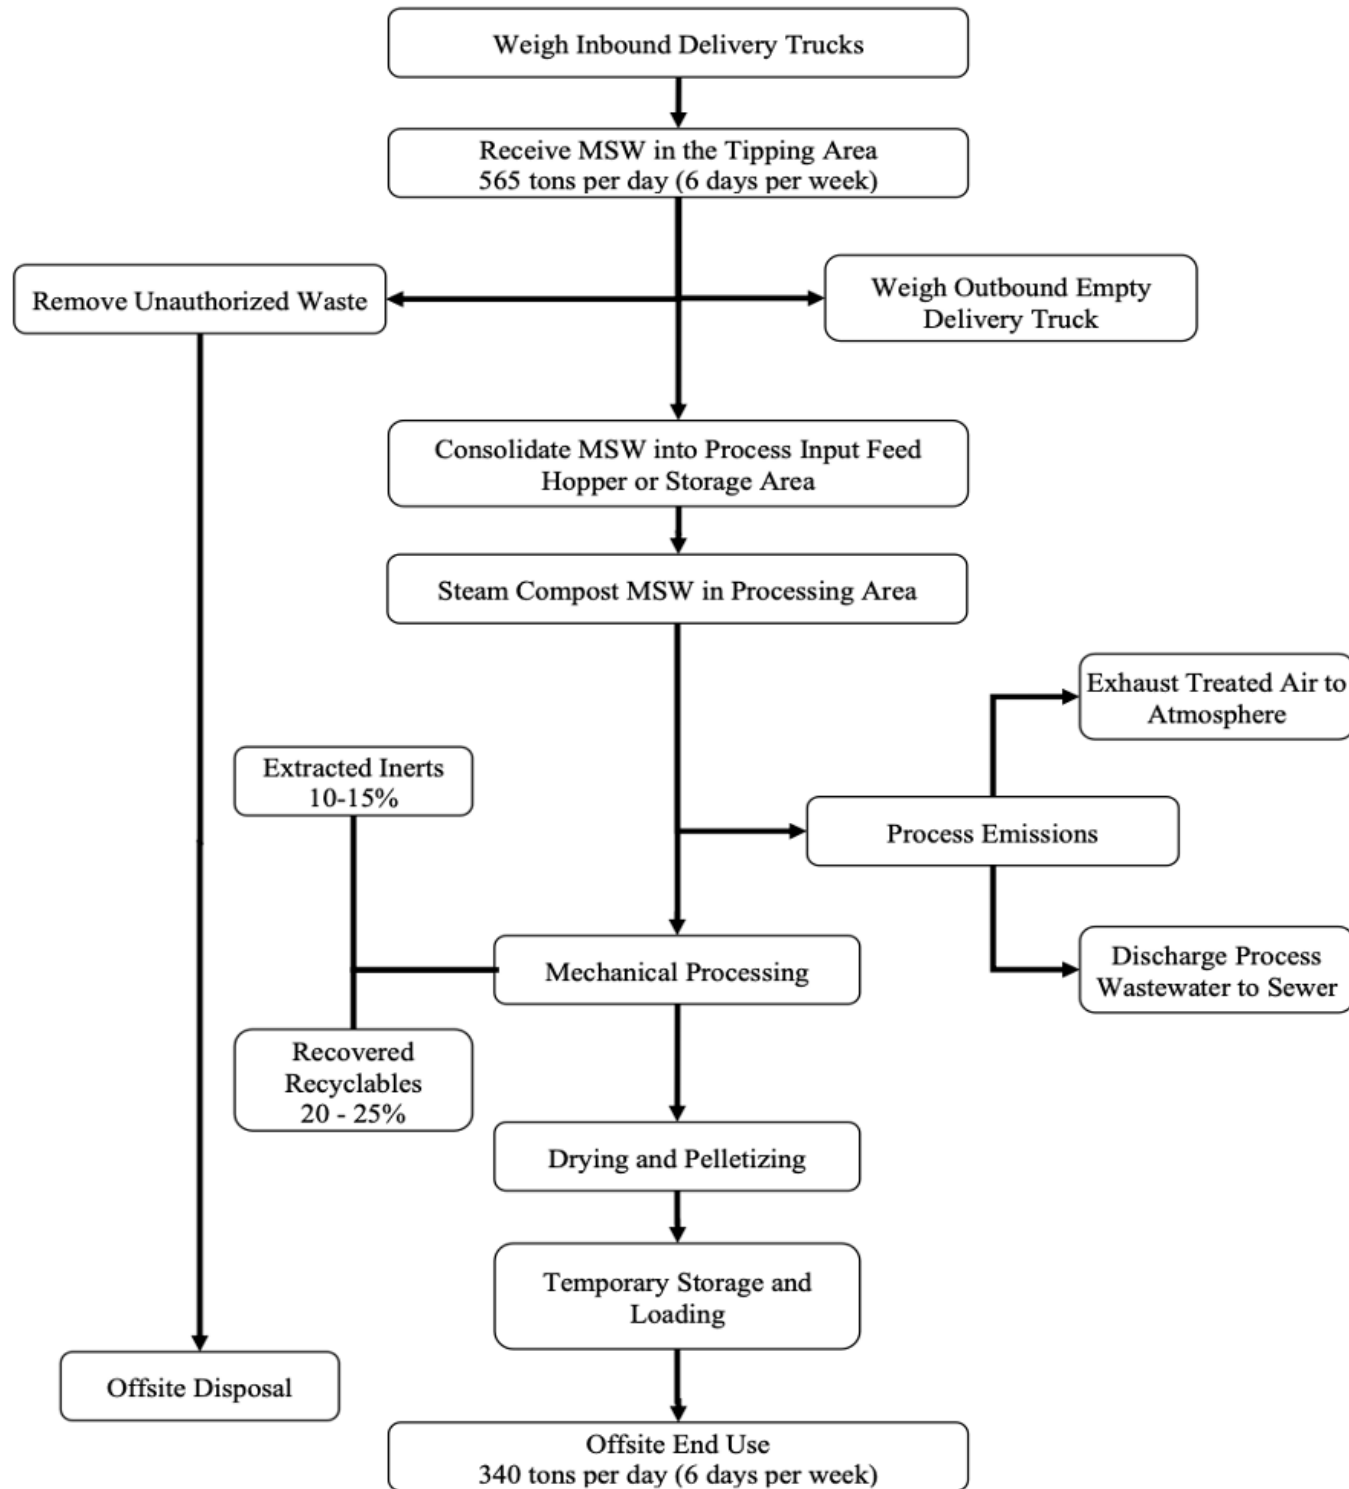 Weigh Inbound Delivery Trucks
Receive MSW in the Tipping Area
565 tons per day (6 days per week)
Remove Unauthorized Waste
Weigh Outbound Empty
Delivery Truck
Consolidate MSW into Process Input Feed
Hopper or Storage Area
Steam Compost MSW in Processing Area
Exhaust Treated Air to
Atmosphere
Extracted Inerts
10-15%
Process Emissions
Mechanical Processing
Discharge Process
Wastewater to Sewer
Recovered
Recyclables
20 - 25%
Drying and Pelletizing
Temporary Storage and
Loading
Offsite Disposal
Offsite End Use
340 tons per day (6 days per week)